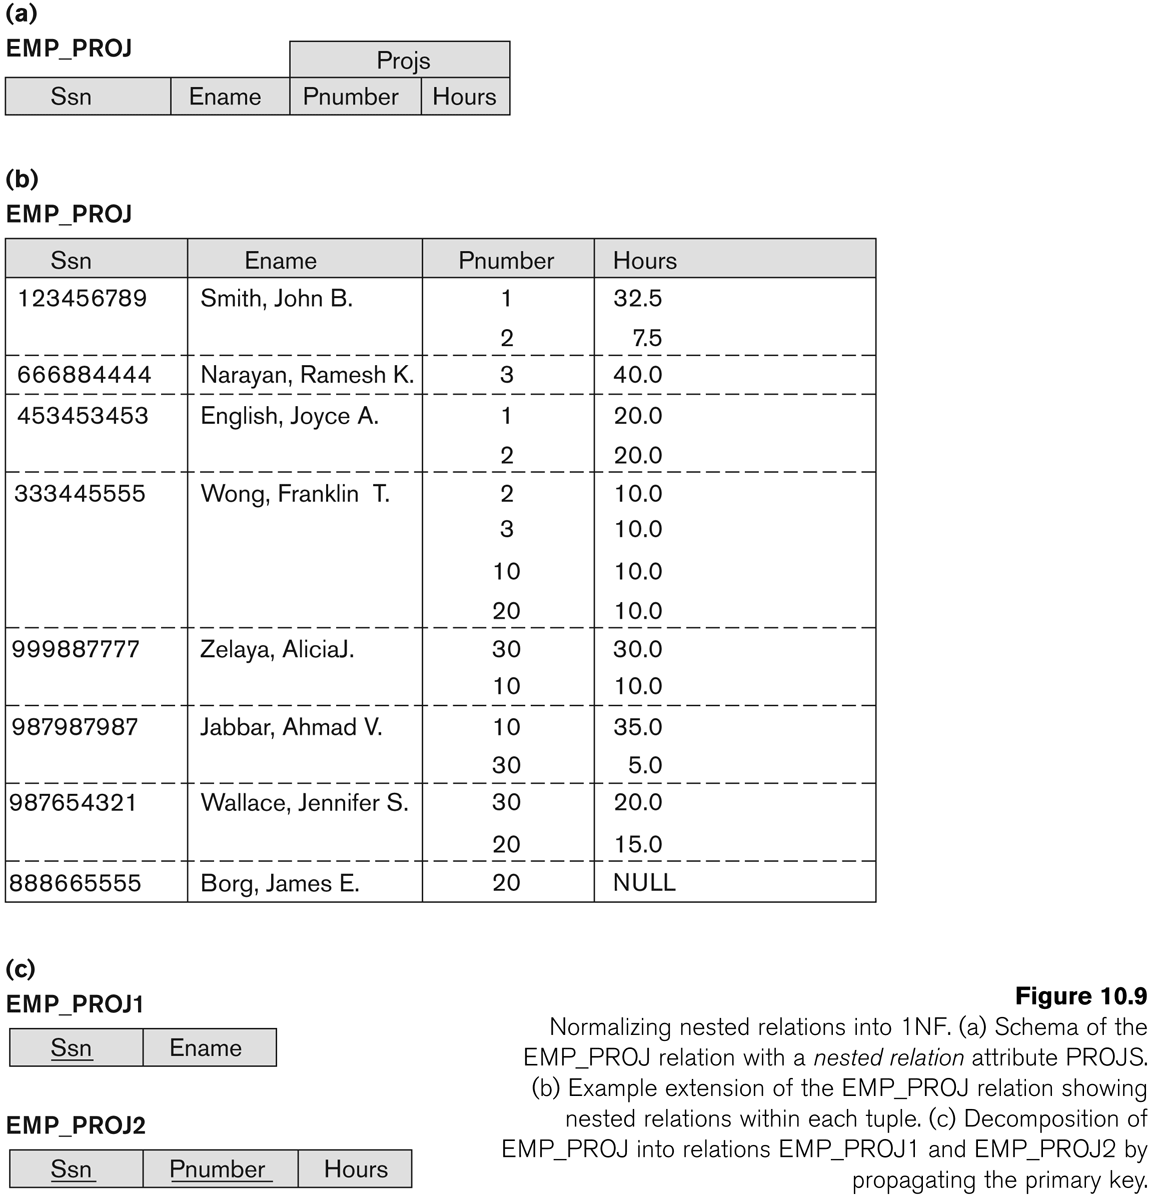 (a)
EMP_PROJ
Projs
Ssn Ename Pnumber Hours
(b)
EMP_PROJ
Ssn Ename Pnumber Hours
123456789 Smith, John B. 1 32.5
2 7.5
666884444 Narayan, Ramesh K. 3 40.0
453453453 English, Joyce A. 1 20.0
2 20.0
333445555 Wong, Franklin T. 2 10.0
3 10.0
10 10.0
20 10.0
999887777 Zelaya, AliciaJ. 30 30.0
10 10.0
987987987 Jabbar, Ahmad V. 10 35.0
30 5.0
987654321 Wallace, Jennifer S. 30 20.0
20 15.0
888665555 Borg, James E. 20 NULL
(c)
EMP_PROJ1
Ssn Ename
EMP_PROJ2
Ssn Pnumber Hours
Figure 10.9
Normalizing nested relations into 1NF. (a) Schema of the
EMP_PROJ relation with a nested relation attribute PROJS.
(b) Example extension of the EMP_PROJ relation showing
nested relations within each tuple. (c) Decomposition of
EMP_PROJ into relations EMP_PROJ1 and EMP_PROJ2 by
propagating the primary key.